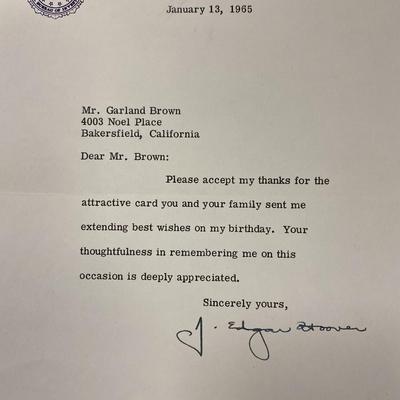 January 13, 1965
Mr. Garland Brown
4003 Noel Place
Bakersfield, California
Dear Mr. Brown:
Please accept my thanks for the
attractive card you and your family sent me
extending best wishes on my birthday. Your
thoughtfulness in remembering me on this
occasion is deeply appreciated.
Sincerely yours,
J. Edgar Hoover